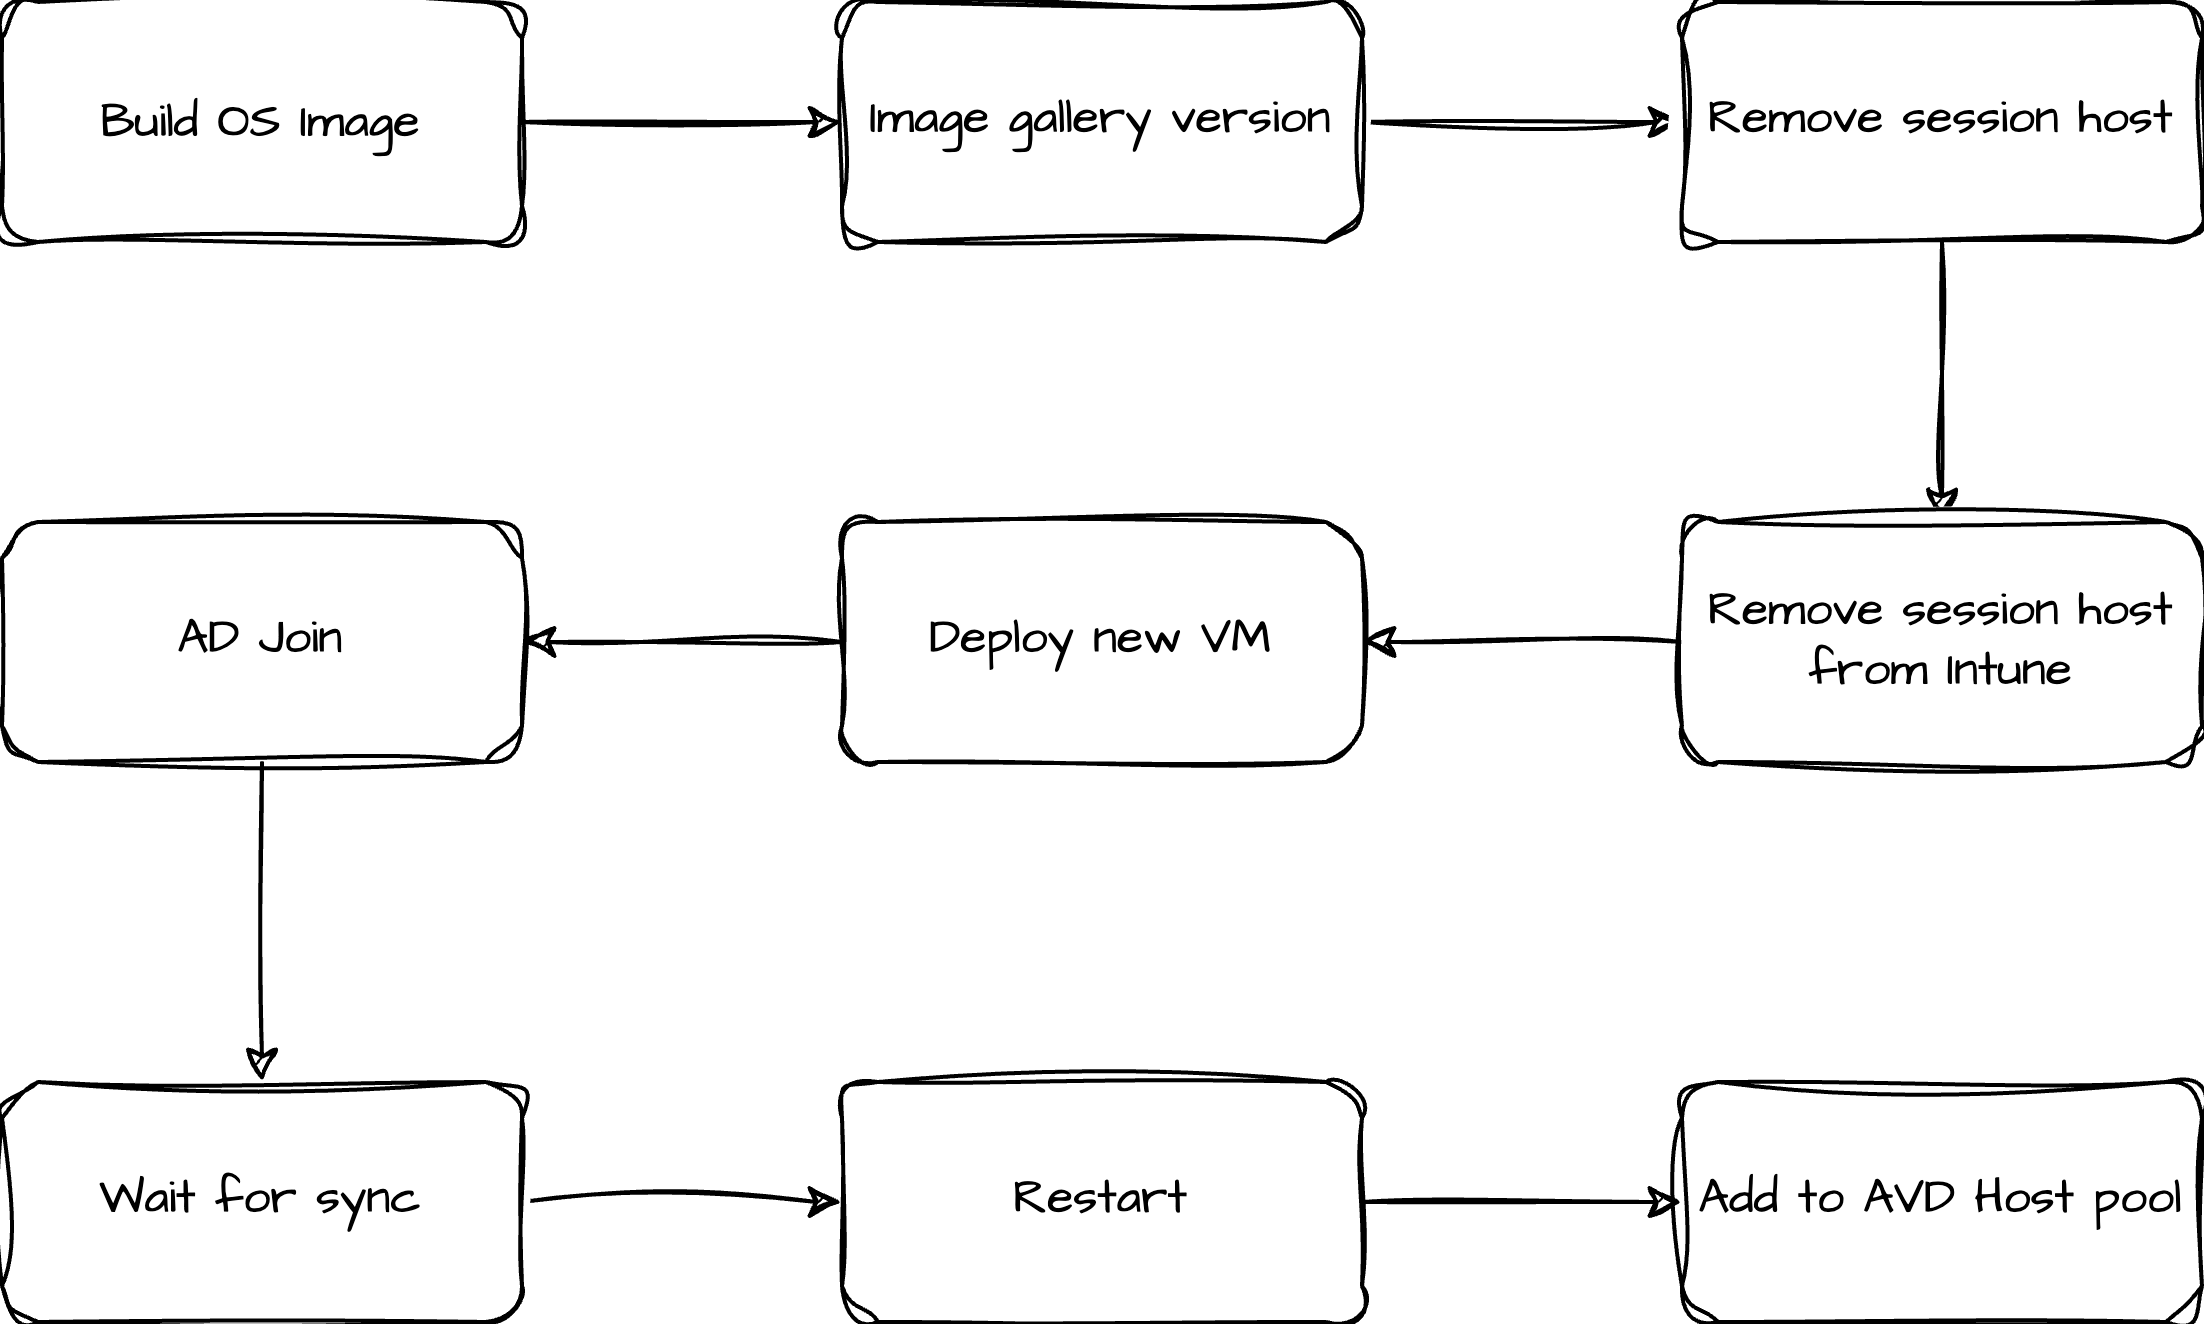 Build OS Image
Image gallery version
Remove session host
Remove session host
from Intune
Deploy new VM
AD Join
Wait for sync
Restart
Add to AVD Host pool